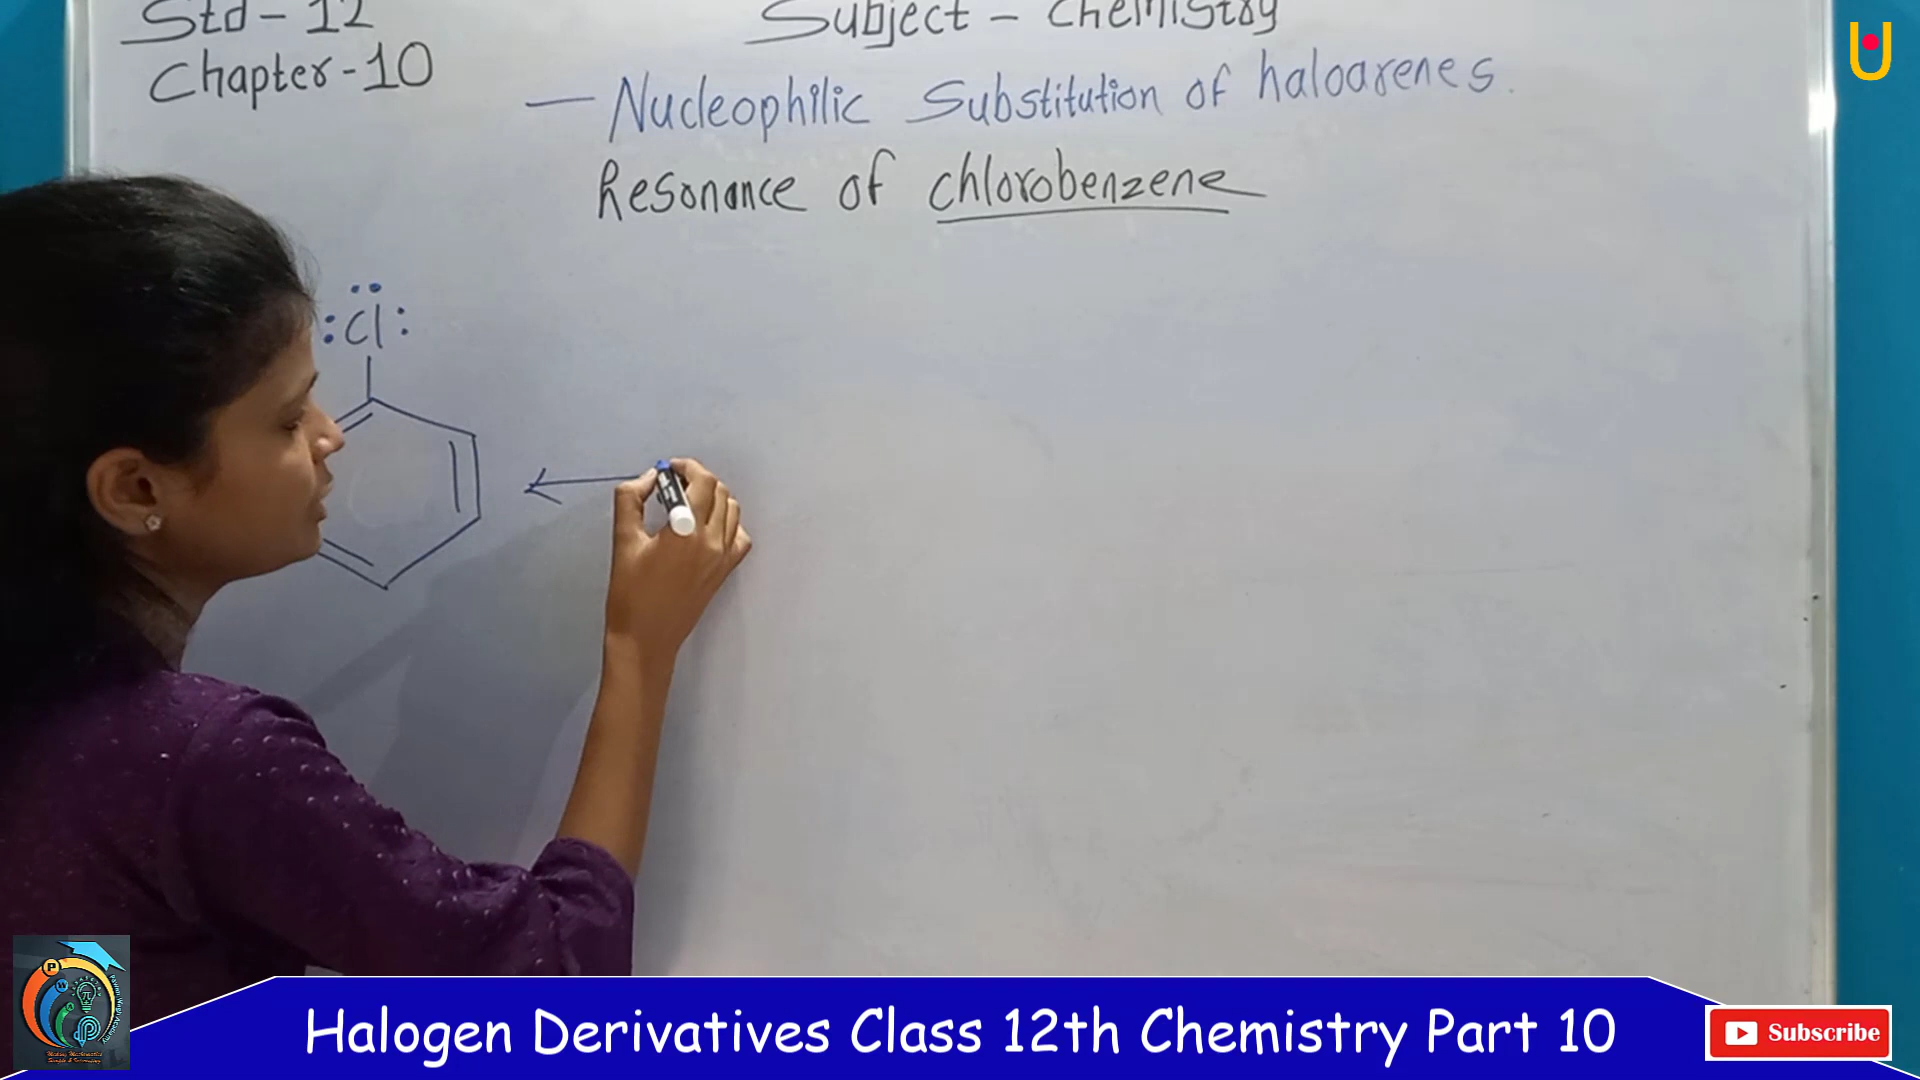 Std - 12
Subject - Chemistry
Chapter - 10
— Nucleophilic Substitution of haloarenes.
Resonance of chlorobenzene
:Cl:
Halogen Derivatives Class 12th Chemistry Part 10
Subscribe